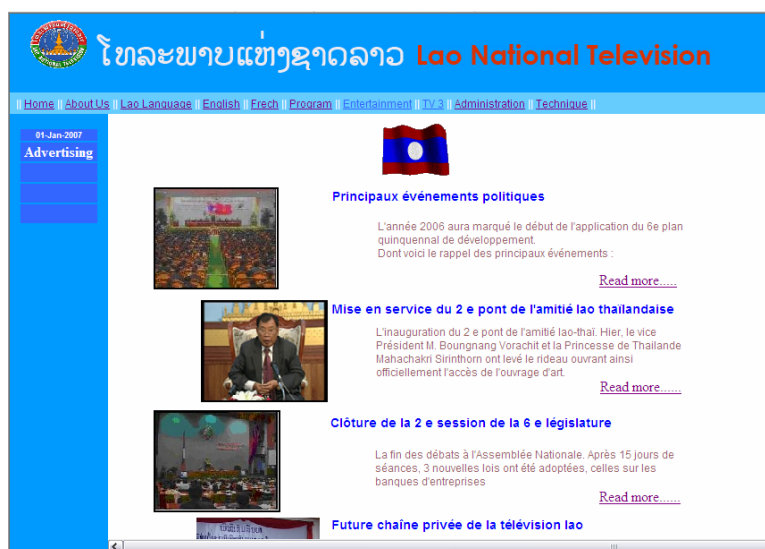 ໂທລະພາບແຫ່ງຊາດລາວ Lao National Television
|| Home || About Us || Lao Language || English || Frech || Program || Entertainment || TV 3 || Administration || Technique ||
01-Jan-2007
Advertising
Principaux événements politiques
L'année 2006 aura marqué le début de l'application du 6e plan
quinquennal de développement.
Dont voici le rappel des principaux événements :
Read more.....
Mise en service du 2 e pont de l'amitié lao thaïlandaise
L'inauguration du 2 e pont de l'amitié lao-thaï. Hier, le vice
Président M. Boungnang Vorachit et la Princesse de Thailande
Mahachakri Sirinthorn ont levé le rideau ouvrant ainsi
officiellement l'accès de l'ouvrage d'art.
Read more......
Clôture de la 2 e session de la 6 e législature
La fin des débats à l'Assemblée Nationale. Après 15 jours de
séances, 3 nouvelles lois ont été adoptées, celles sur les
banques d'entreprises
Read more.....
Future chaîne privée de la télévision lao